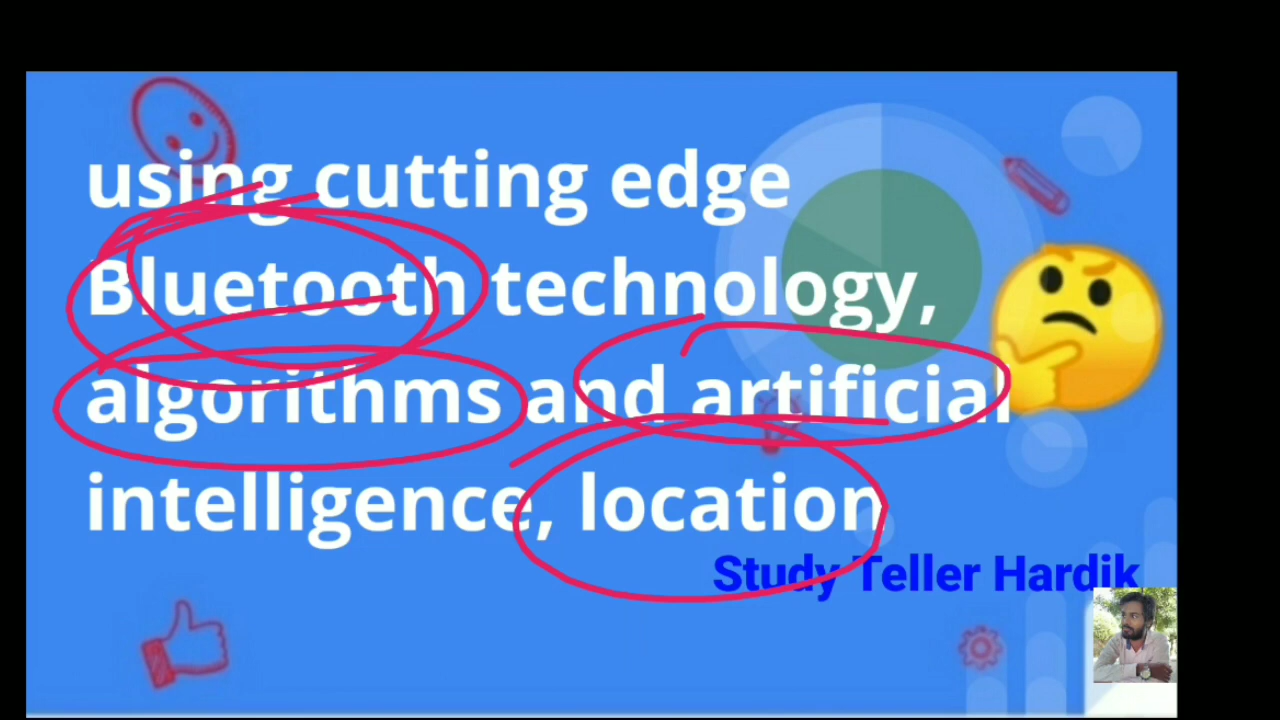 using cutting edge
Bluetooth technology,
algorithms and artificial
intelligence, location
Study Teller Hardik